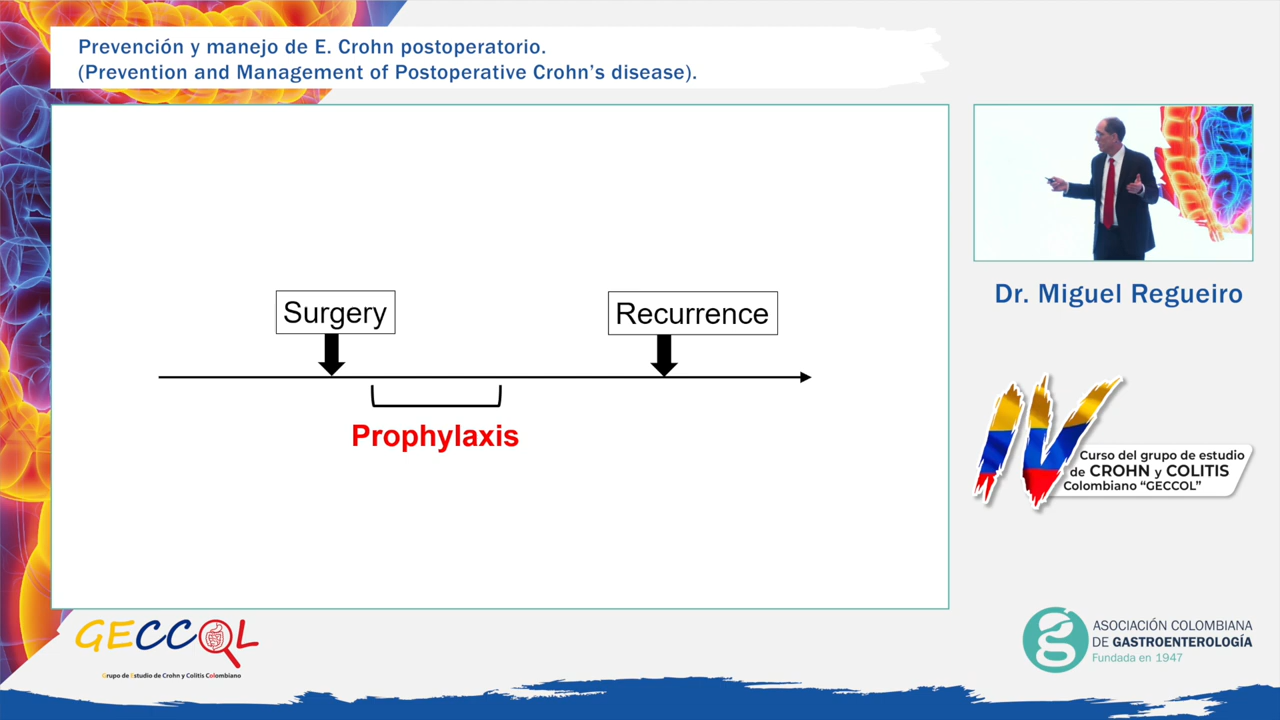 Prevención y manejo de E. Crohn postoperatorio.
(Prevention and Management of Postoperative Crohn's disease).
Surgery
Recurrence
Prophylaxis
Dr. Miguel Regueiro
IV
Curso del grupo de estudio
de CROHN y COLITIS
Colombiano "GECCOL"
GECCOL
Grupo de Estudio de Crohn y Colitis Colombiano
ASOCIACIÓN COLOMBIANA
DE GASTROENTEROLOGÍA
Fundada en 1947